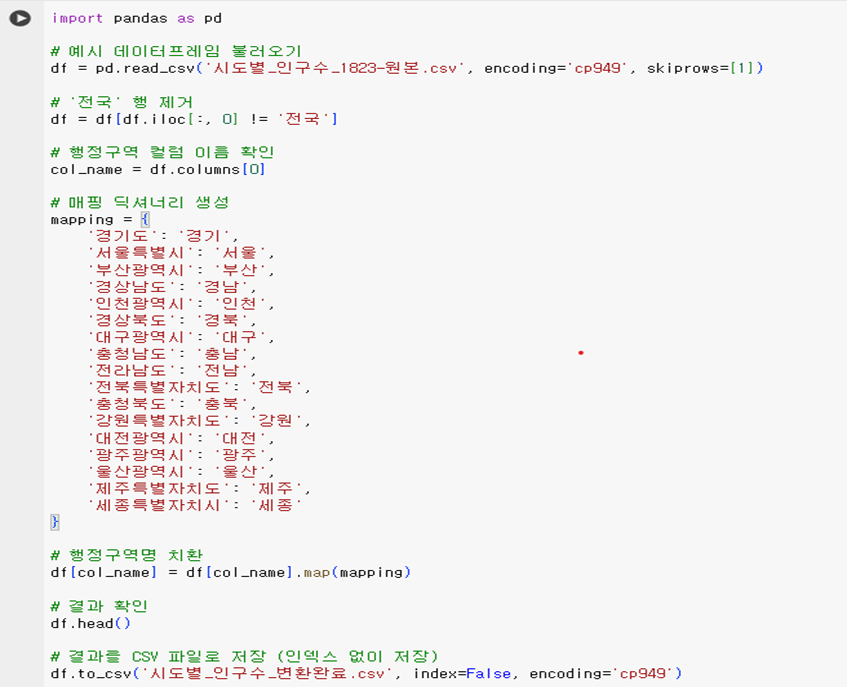 import pandas as pd
# 예시 데이터프레임 불러오기
df = pd.read_csv('시도별_인구수_1823-원본.csv', encoding='cp949', skiprows=[1])
# '전국' 행 제거
df = df[df.iloc[:, 0] != '전국']
# 행정구역 컬럼 이름 확인
col_name = df.columns[0]
# 매핑 딕셔너리 생성
mapping = {
    '경기도': '경기',
    '서울특별시': '서울',
    '부산광역시': '부산',
    '경상남도': '경남',
    '인천광역시': '인천',
    '경상북도': '경북',
    '대구광역시': '대구',
    '충청남도': '충남',
    '전라남도': '전남',
    '전북특별자치도': '전북',
    '충청북도': '충북',
    '강원특별자치도': '강원',
    '대전광역시': '대전',
    '광주광역시': '광주',
    '울산광역시': '울산',
    '제주특별자치도': '제주',
    '세종특별자치시': '세종'
}
# 행정구역명 치환
df[col_name] = df[col_name].map(mapping)
# 결과 확인
df.head()
# 결과를 CSV 파일로 저장 (인덱스 없이 저장)
df.to_csv('시도별_인구수_변환완료.csv', index=False, encoding='cp949')